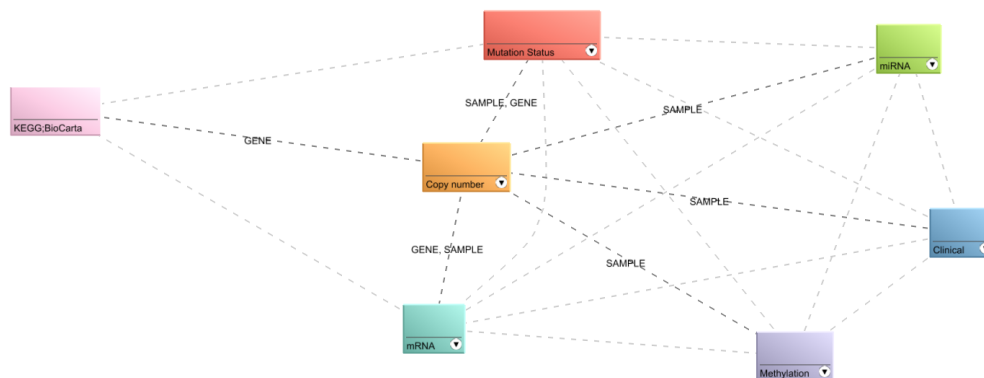 Mutation Status
miRNA
SAMPLE, GENE
SAMPLE
KEGG;BioCarta
GENE
Copy number
SAMPLE
GENE, SAMPLE
SAMPLE
Clinical
mRNA
Methylation